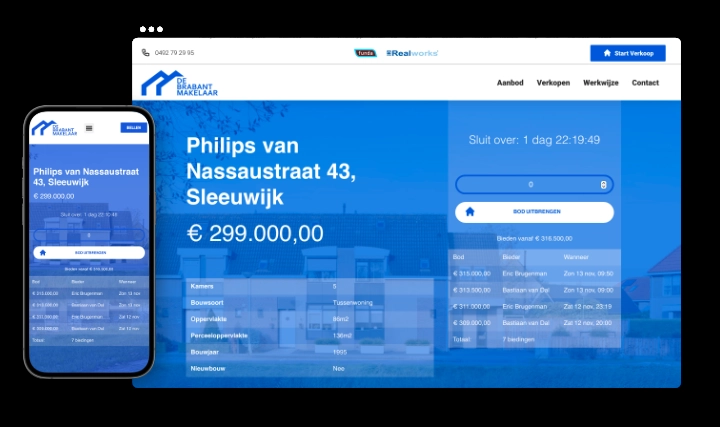 0492 79 29 95
funda
Realworks
Start Verkoop
DE
BRABANT
MAKELAAR
Aanbod
Verkopen
Werkwijze
Contact
Philips van
Nassaustraat 43,
Sleeuwijk
€ 299.000,00
Sluit over: 1 dag 22:19:49
0
BOD UITBRENGEN
Bieden vanaf € 316.500,00
Bod Bieder Wanneer
€ 315.000,00 Eric Brugerman Zon 13 nov. 09:50
€ 313.500,00 Bastiaan van Dal Zon 13 nov. 09:00
€ 311.000,00 Eric Brugerman Zat 12 nov. 23:19
€ 309.000,00 Bastiaan van Dal Zat 12 nov. 20:50
Totaal: 7 biedingen
Kamers 5
Bouwsoort Tussenwoning
Oppervlakte 86m2
Perceeloppervlakte 136m2
Bouwjaar 1995
Nieuwbouw Nee
DE
BRABANT
MAKELAAR
BELLEN
Philips van Nassaustraat
43, Sleeuwijk
€ 299.000,00
Sluit over: 1 dag 22:19:48
0
BOD UITBRENGEN
Bieden vanaf € 316.500,00
Bod Bieder Wanneer
€ 315.000,00 Eric Brugerman Zon 13 nov.
€ 313.500,00 Bastiaan van Dal Zon 13 nov.
€ 311.000,00 Eric Brugerman Zat 12 nov.
€ 309.000,00 Bastiaan van Dal Zat 12 nov.
Totaal: 7 biedingen